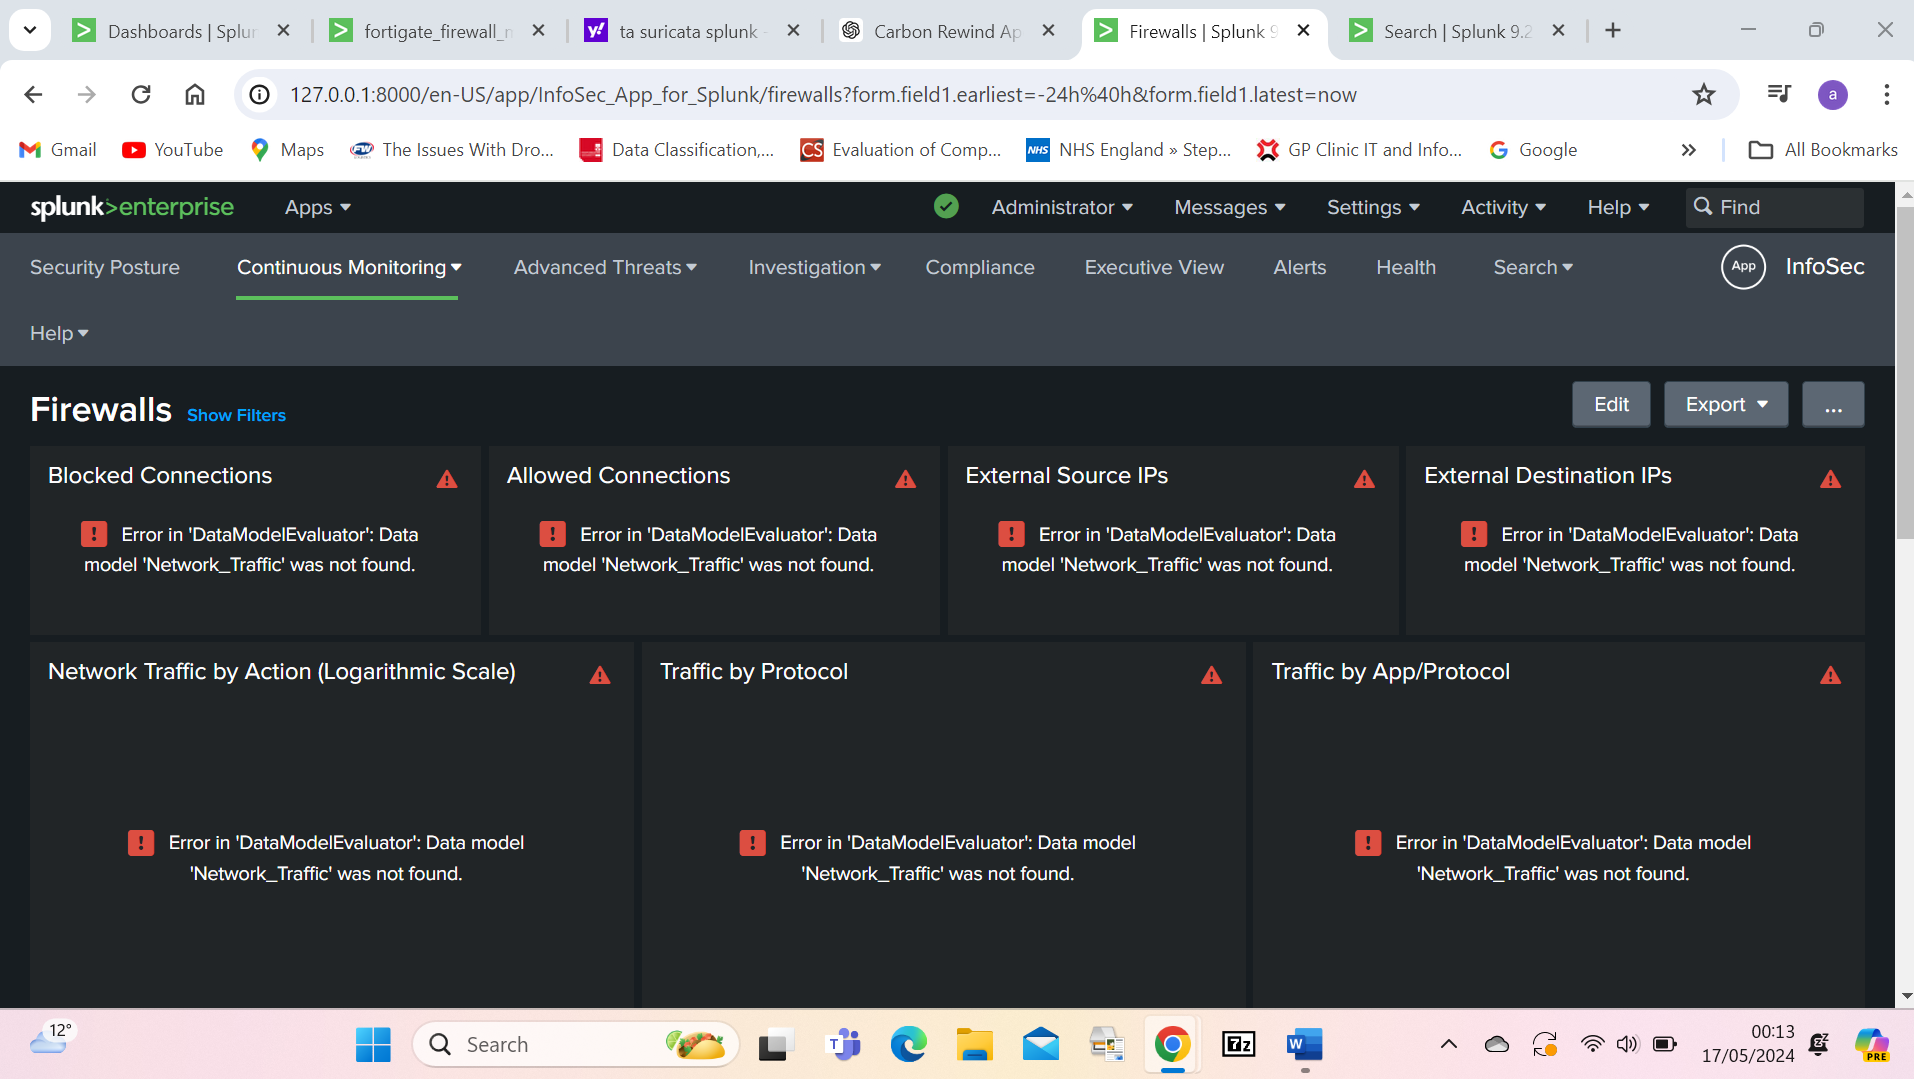 Dashboards | Splun
fortigate_firewall_n
ta suricata splunk -
Carbon Rewind Ap
Firewalls | Splunk 9
Search | Splunk 9.2
127.0.0.1:8000/en-US/app/InfoSec_App_for_Splunk/firewalls?form.field1.earliest=-24h%40h&form.field1.latest=now
a
Gmail
YouTube
Maps
FW
The Issues With Dro...
Data Classification,...
CS
Evaluation of Comp...
NHS
NHS England » Step...
GP Clinic IT and Info...
Google
All Bookmarks
splunk>enterprise
Apps
Administrator
Messages
Settings
Activity
Help
Find
Security Posture
Continuous Monitoring
Advanced Threats
Investigation
Compliance
Executive View
Alerts
Health
Search
App
InfoSec
Help
Firewalls
Show Filters
Edit
Export
...
Blocked Connections
Error in 'DataModelEvaluator': Data
model 'Network_Traffic' was not found.
Allowed Connections
Error in 'DataModelEvaluator': Data
model 'Network_Traffic' was not found.
External Source IPs
Error in 'DataModelEvaluator': Data
model 'Network_Traffic' was not found.
External Destination IPs
Error in 'DataModelEvaluator': Data
model 'Network_Traffic' was not found.
Network Traffic by Action (Logarithmic Scale)
Error in 'DataModelEvaluator': Data model
'Network_Traffic' was not found.
Traffic by Protocol
Error in 'DataModelEvaluator': Data model
'Network_Traffic' was not found.
Traffic by App/Protocol
Error in 'DataModelEvaluator': Data model
'Network_Traffic' was not found.
12°
Search
T
7z
W
00:13
17/05/2024
PRE